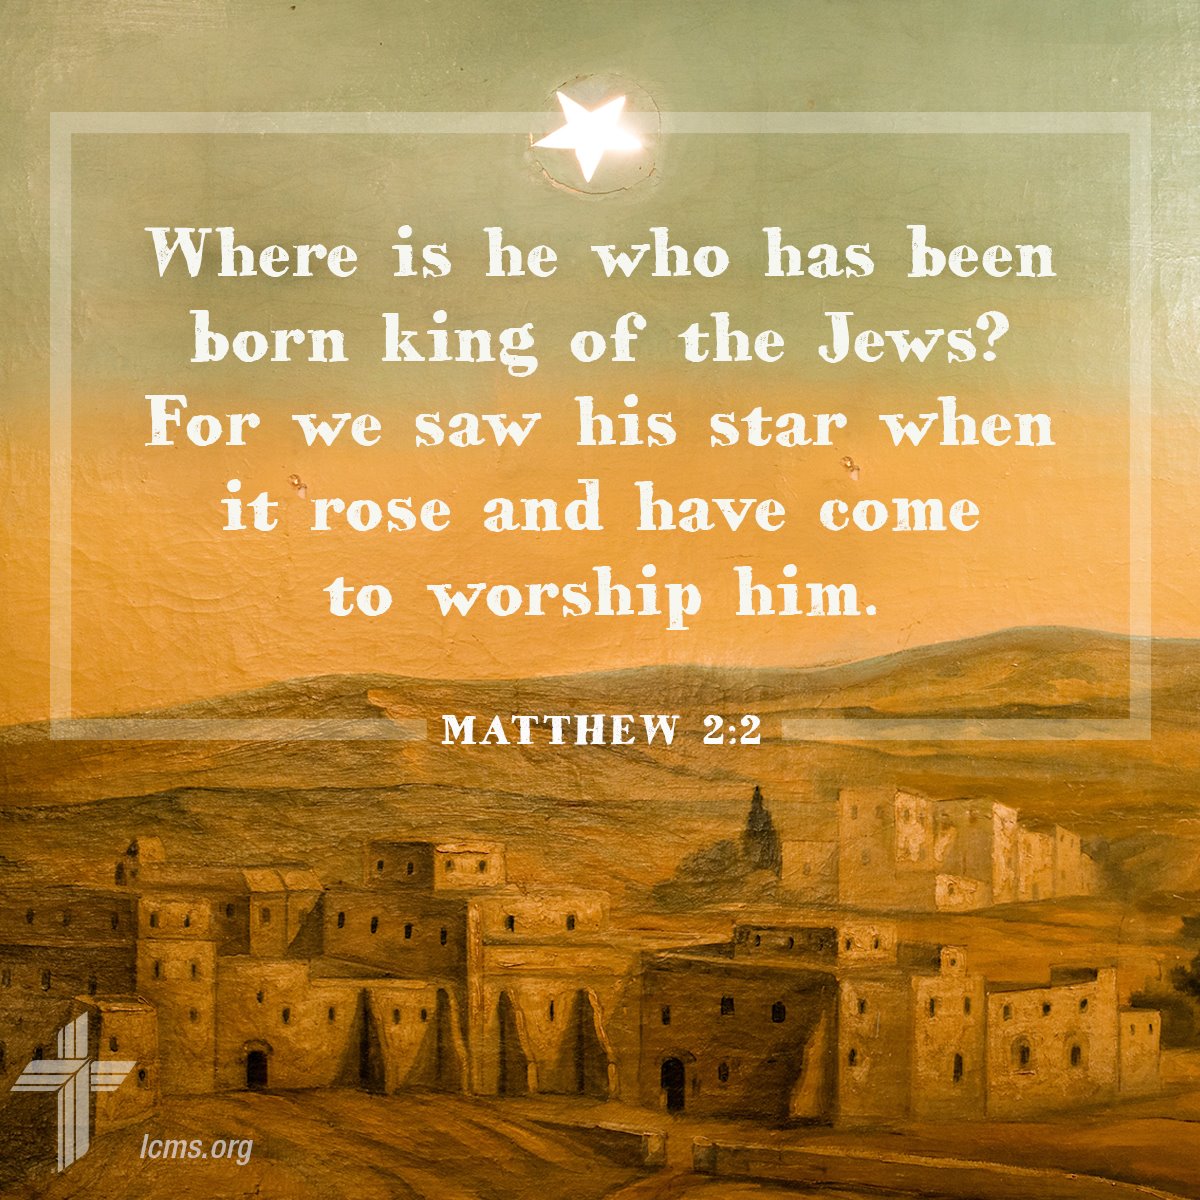 Where is he who has been
born king of the Jews?
For we saw his star when
it rose and have come
to worship him.
MATTHEW 2:2
lcms.org